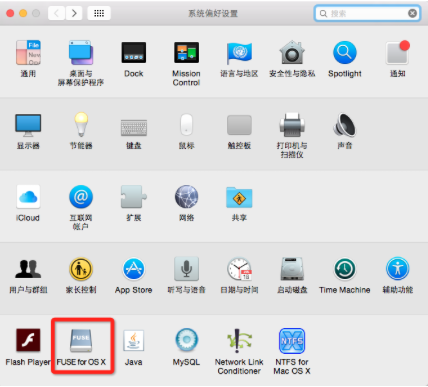 系统偏好设置
搜索
File
New
Ope
通用
桌面与
屏幕保护程序
Dock
Mission
Control
语言与地区
安全性与隐私
Spotlight
通知
显示器
节能器
键盘
鼠标
触控板
打印机与
扫描仪
声音
iCloud
互联网
帐户
扩展
网络
共享
用户与群组
家长控制
App Store
听写与语音
日期与时间
启动磁盘
Time Machine
辅助功能
FUSE
NTFS
Flash Player
FUSE for OS X
Java
MySQL
Network Link
Conditioner
NTFS for
Mac OS X